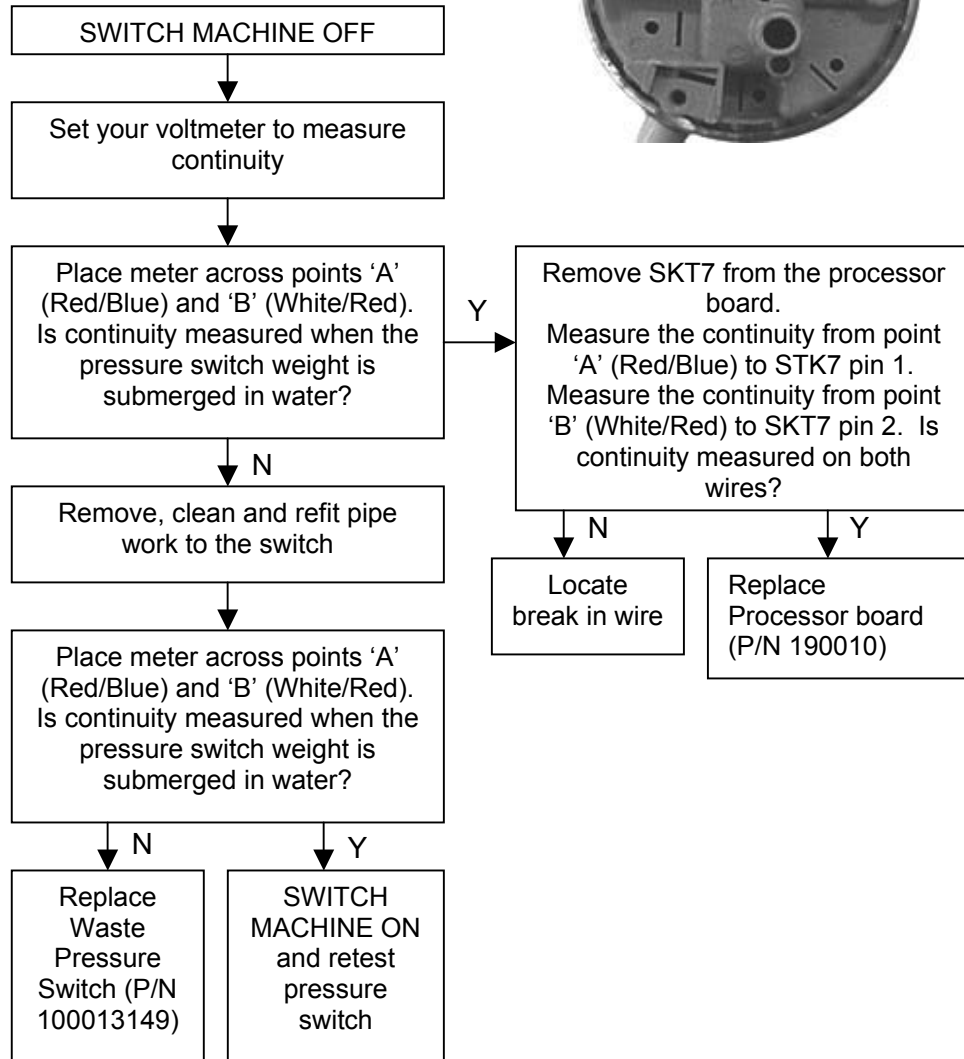 SWITCH MACHINE OFF
Set your voltmeter to measure
continuity
Place meter across points ‘A’
(Red/Blue) and ‘B’ (White/Red).
Is continuity measured when the
pressure switch weight is
submerged in water?
Y
Remove SKT7 from the processor
board.
Measure the continuity from point
‘A’ (Red/Blue) to STK7 pin 1.
Measure the continuity from point
‘B’ (White/Red) to SKT7 pin 2.  Is
continuity measured on both
wires?
N
Remove, clean and refit pipe
work to the switch
N
Locate
break in wire
Y
Replace
Processor board
(P/N 190010)
Place meter across points ‘A’
(Red/Blue) and ‘B’ (White/Red).
Is continuity measured when the
pressure switch weight is
submerged in water?
N
Replace
Waste
Pressure
Switch (P/N
100013149)
Y
SWITCH
MACHINE ON
and retest
pressure
switch